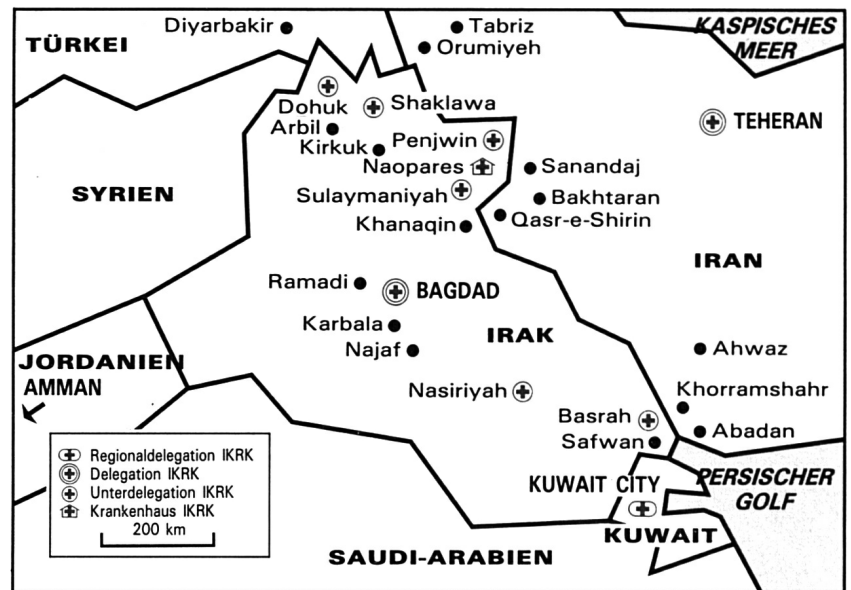 Diyarbakir
Tabriz
KASPISCHES
MEER
TÜRKEI
Orumiyeh
Dohuk
Shaklawa
TEHERAN
Arbil
Kirkuk
Penjwin
Naopares
Sanandaj
SYRIEN
Sulaymaniyah
Bakhtaran
Qasr-e-Shirin
Khanaqin
IRAN
Ramadi
BAGDAD
Karbala
IRAK
Najaf
Ahwaz
JORDANIEN
AMMAN
Nasiriyah
Khorramshahr
Basrah
Safwan
Abadan
Regionaldelegation IKRK
Delegation IKRK
Unterdelegation IKRK
Krankenhaus IKRK
200 km
KUWAIT CITY
PERSISCHER
GOLF
KUWAIT
SAUDI-ARABIEN